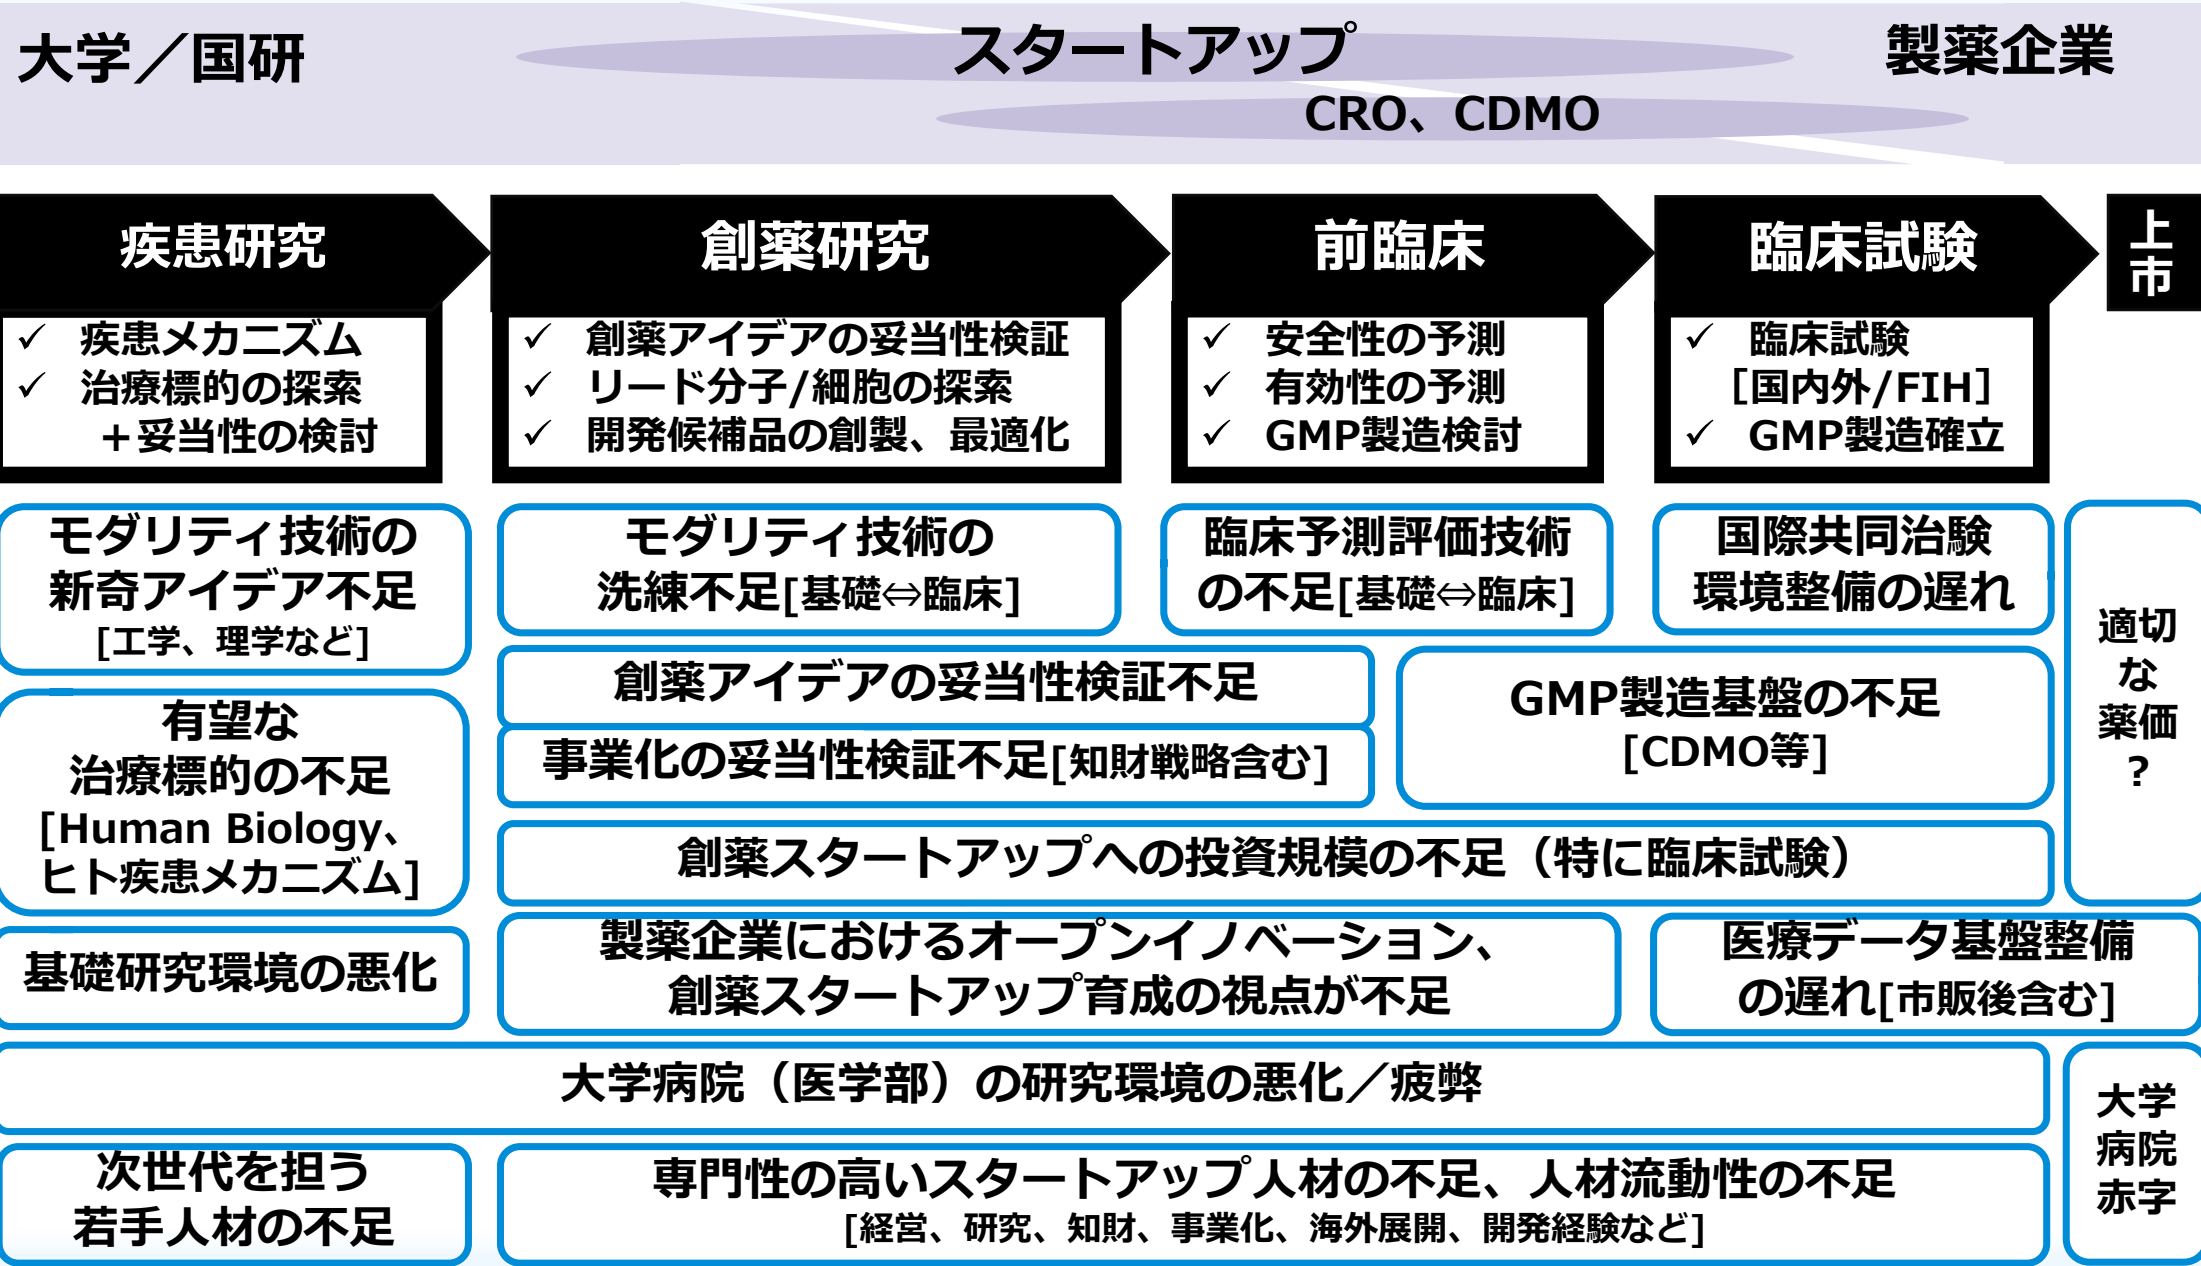 大学／国研
スタートアップ
製薬企業
CRO、CDMO
疾患研究
創薬研究
前臨床
臨床試験
上
市
✓ 疾患メカニズム
✓ 治療標的の探索
＋妥当性の検討
✓ 創薬アイデアの妥当性検証
✓ リード分子/細胞の探索
✓ 開発候補品の創製、最適化
✓ 安全性の予測
✓ 有効性の予測
✓ GMP製造検討
✓ 臨床試験
［国内外/FIH］
✓ GMP製造確立
モダリティ技術の
新奇アイデア不足
[工学、理学など]
モダリティ技術の
洗練不足[基礎⇔臨床]
臨床予測評価技術
の不足[基礎⇔臨床]
国際共同治験
環境整備の遅れ
適切
な
薬価
?
創薬アイデアの妥当性検証不足
事業化の妥当性検証不足[知財戦略含む]
GMP製造基盤の不足
[CDMO等]
有望な
治療標的の不足
[Human Biology、
ヒト疾患メカニズム]
創薬スタートアップへの投資規模の不足（特に臨床試験）
基礎研究環境の悪化
製薬企業におけるオープンイノベーション、
創薬スタートアップ育成の視点が不足
医療データ基盤整備
の遅れ[市販後含む]
大学病院（医学部）の研究環境の悪化／疲弊
大学
病院
赤字
次世代を担う
若手人材の不足
専門性の高いスタートアップ人材の不足、人材流動性の不足
[経営、研究、知財、事業化、海外展開、開発経験など]